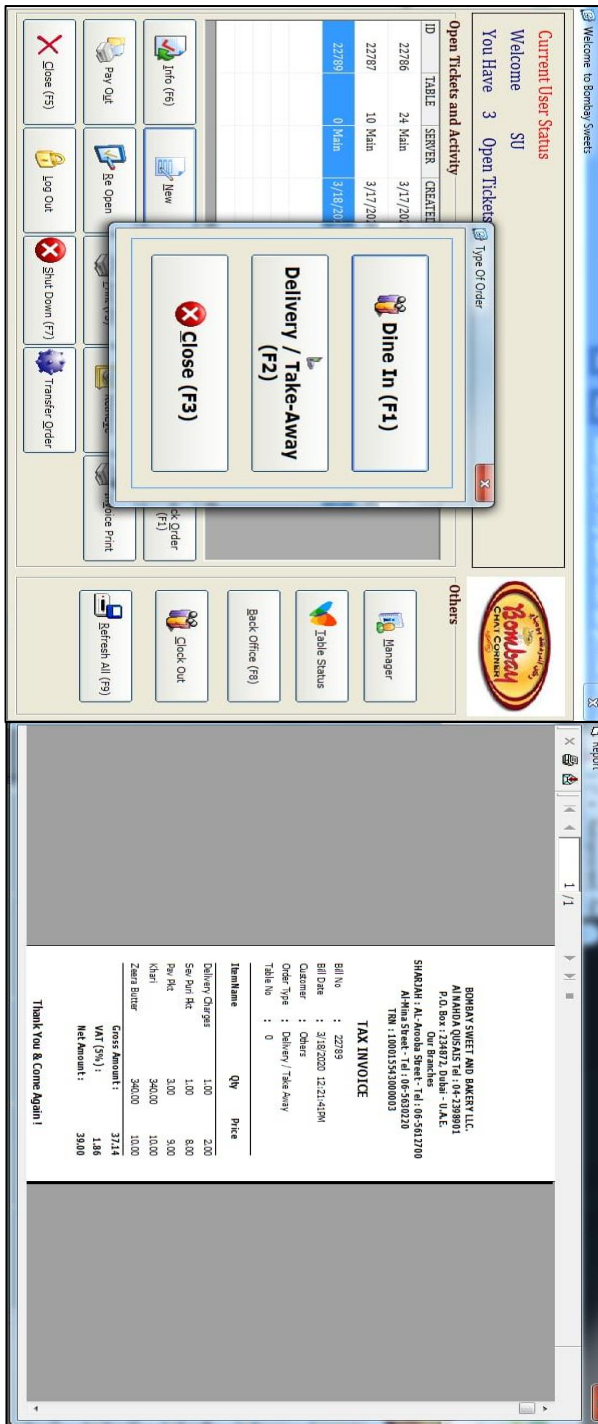 Welcome to Bombay Sweets
Current User Status
Welcome SU
You Have 3 Open Tickets
Bombay
CHAT CORNER
Open Tickets and Activity
ID TABLE SERVER CREATED
22786 24 Main 3/17/20
22787 10 Main 3/17/20
22789 0 Main 3/18/20
Type Of Order
Dine In (F1)
Delivery / Take-Away
(F2)
Close (F3)
Info (F6)
New
ck Order
(F1)
Pay Out
Re Open
oice Print
Close (F5)
Log Out
Shut Down (F7)
Transfer Order
Others
Manager
Table Status
Back Office (F8)
Clock Out
Refresh All (F9)
Report
1 /1
BOMBAY SWEET AND BAKERY LLC.
Al NAHDA QUSAIS Tel : 04-2398901
P.O. Box : 234872, Dubai - U.A.E.
Our Branches
SHARJAH : AL-Arooba Street - Tel : 06-5612700
Al-Mina Street - Tel : 06-5630220
TRN : 100015543000003
TAX INVOICE
Bill No : 22789
Bill Date : 3/18/2020 12:21:41PM
Customer : Others
Order Type : Delivery / Take Away
Table No : 0
ItemName Qty Price
Delivery Charges 1.00 2.00
Sev Puri Pkt 1.00 8.00
Pav Pkt 3.00 9.00
Khari 340.00 10.00
Zeera Butter 340.00 10.00
Gross Amount : 37.14
VAT (5%) : 1.86
Net Amount : 39.00
Thank You & Come Again !